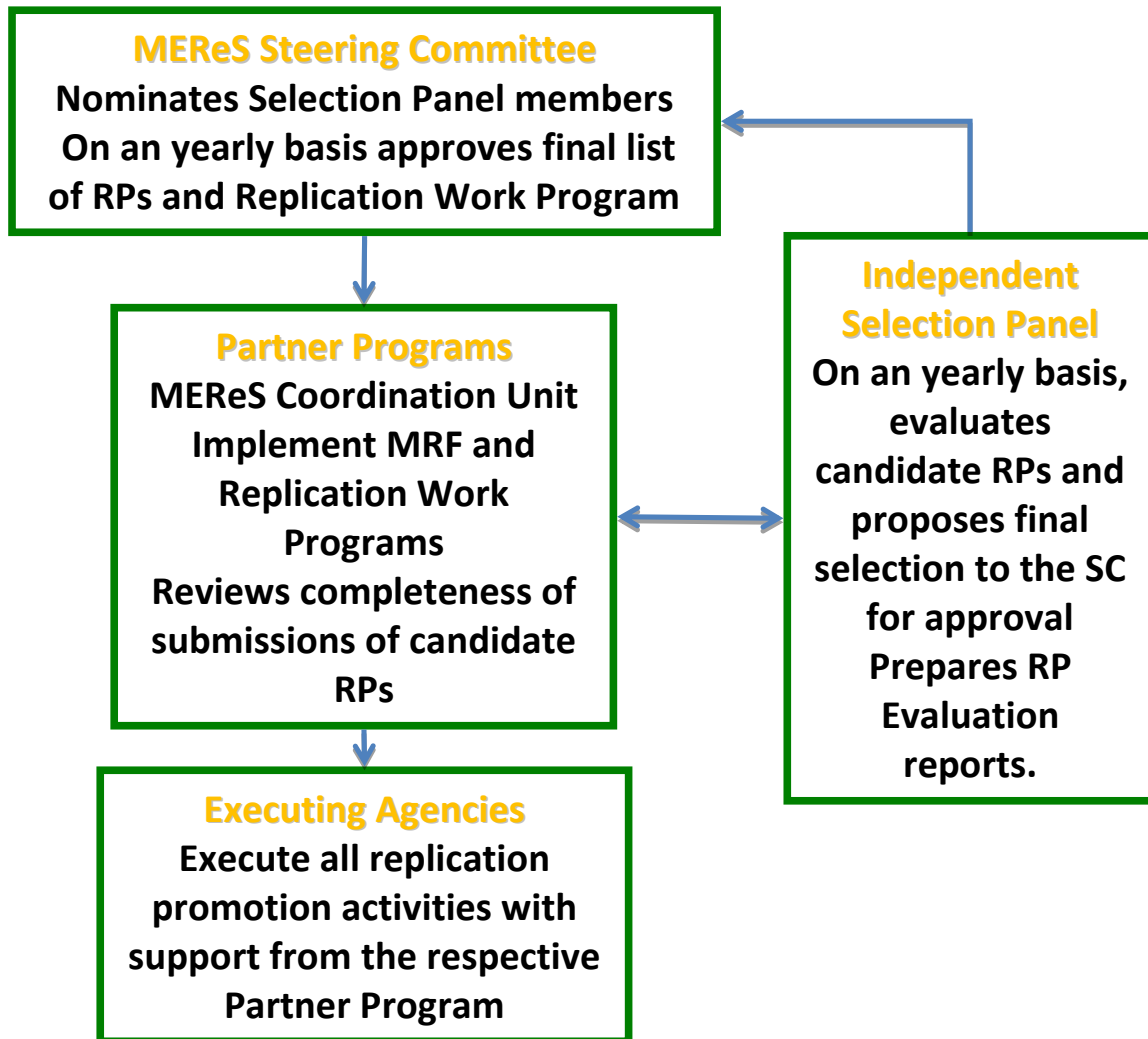 MEReS Steering Committee
Nominates Selection Panel members
On an yearly basis approves final list
of RPs and Replication Work Program
Partner Programs
MEReS Coordination Unit
Implement MRF and
Replication Work
Programs
Reviews completeness of
submissions of candidate
RPs
Independent
Selection Panel
On an yearly basis,
evaluates
candidate RPs and
proposes final
selection to the SC
for approval
Prepares RP
Evaluation
reports.
Executing Agencies
Execute all replication
promotion activities with
support from the respective
Partner Program